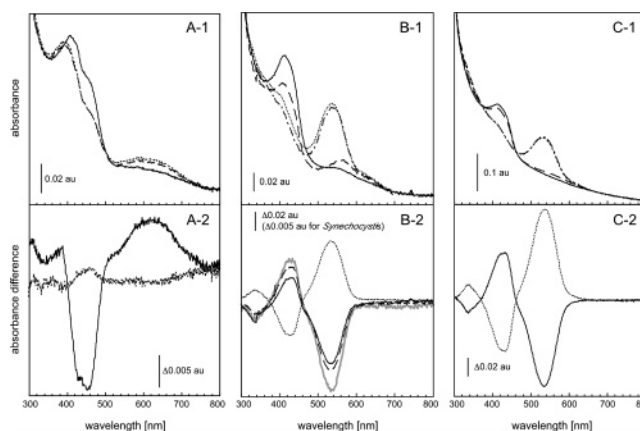 A-1
B-1
C-1
absorbance
0.02 au
0.02 au
0.1 au
A-2
B-2
C-2
Δ0.02 au
(Δ0.005 au for Synechocystis)
absorbance difference
Δ0.005 au
Δ0.02 au
300 400 500 600 700 800
300 400 500 600 700 800
300 400 500 600 700 800
wavelength [nm]
wavelength [nm]
wavelength [nm]